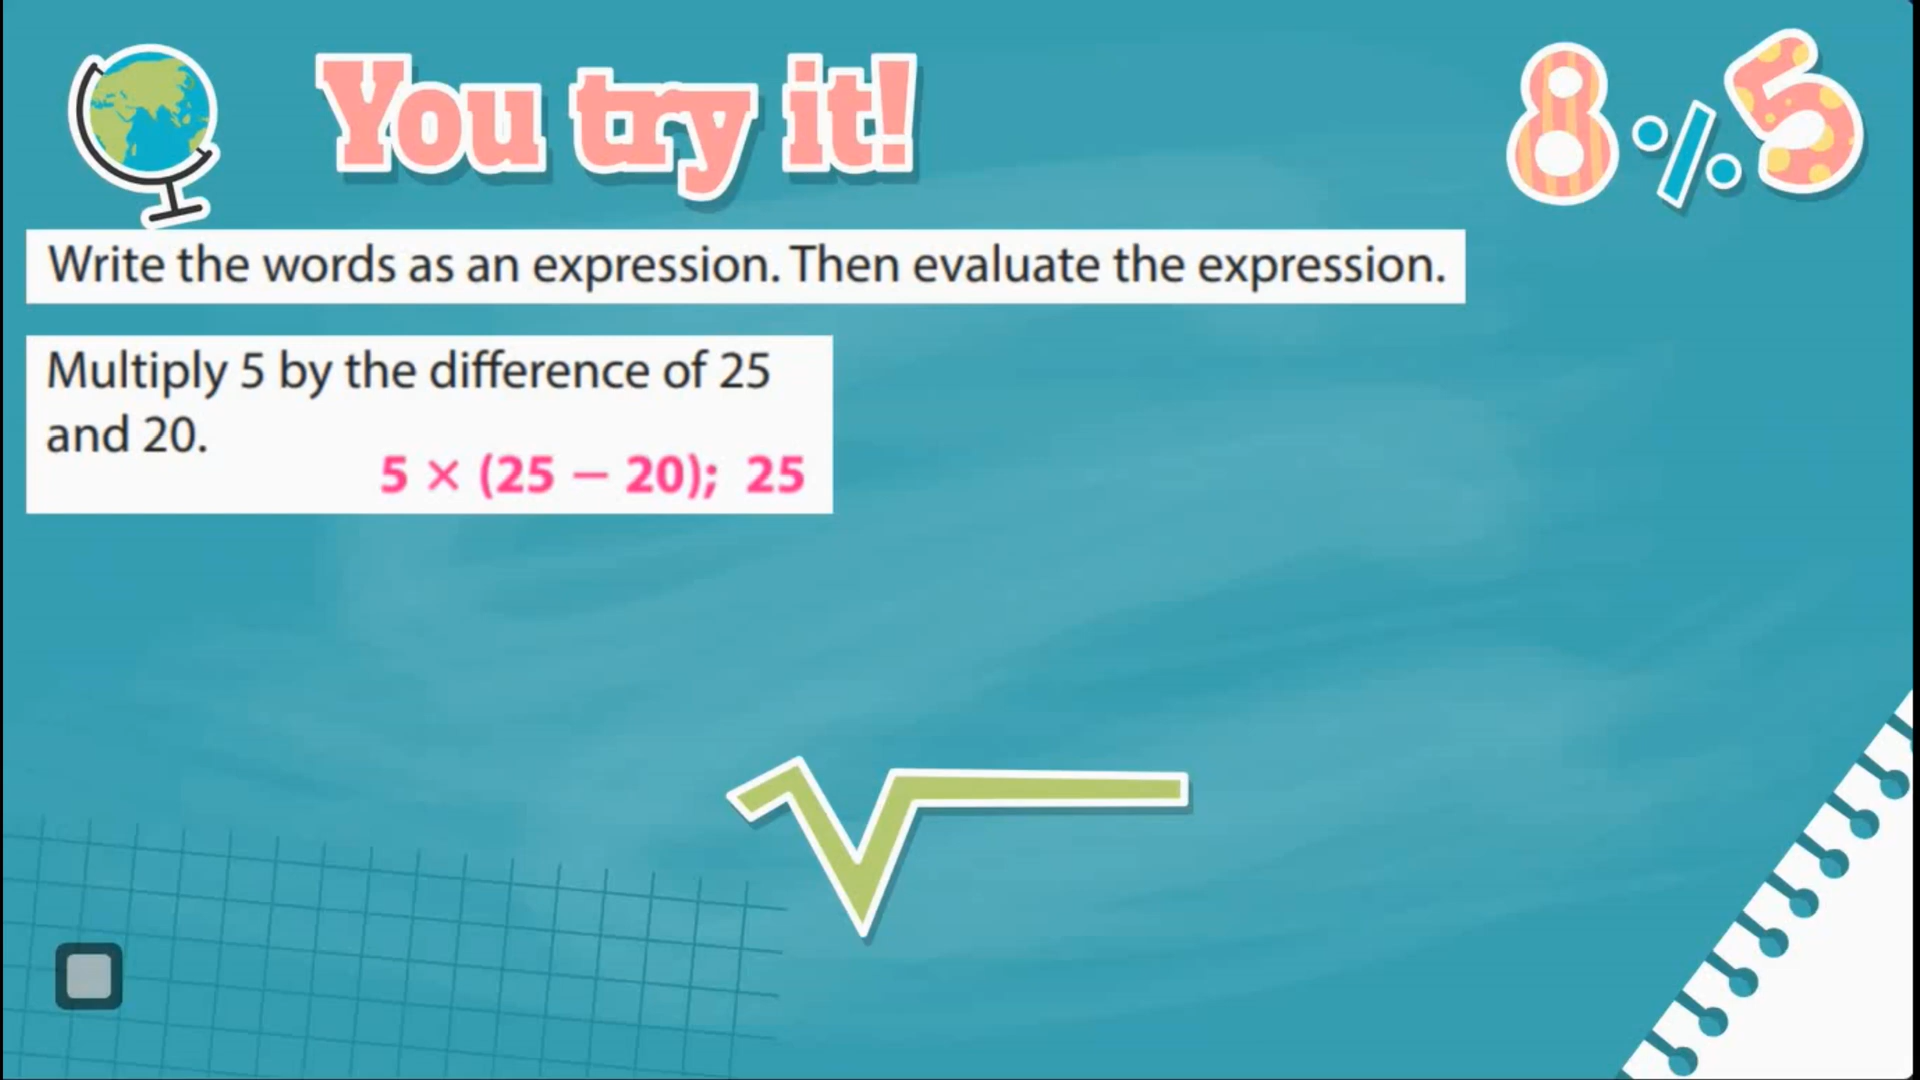 You try it!
8 % 5
Write the words as an expression. Then evaluate the expression.
Multiply 5 by the difference of 25
and 20.
5 × (25 − 20); 25